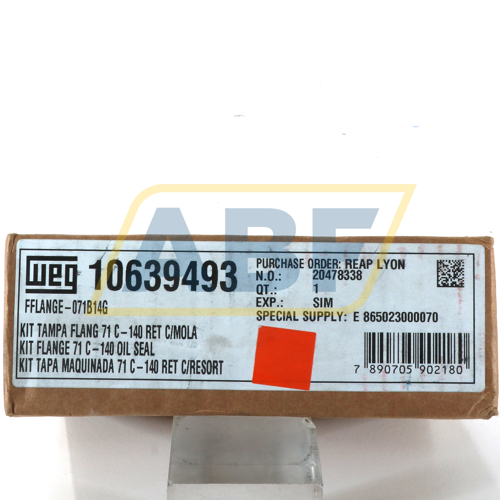 WEG 10639493
FFLANGE-071B14G
KIT TAMPA FLANG 71 C-140 RET C/MOLA
KIT FLANGE 71 C-140 OIL SEAL
KIT TAPA MAQUINADA 71 C-140 RET C/RESORT
PURCHASE ORDER: REAP LYON
N.O.: 20478338
QT.: 1
EXP.: SIM
SPECIAL SUPPLY: E 865023000070
7 890705 902180
ABF